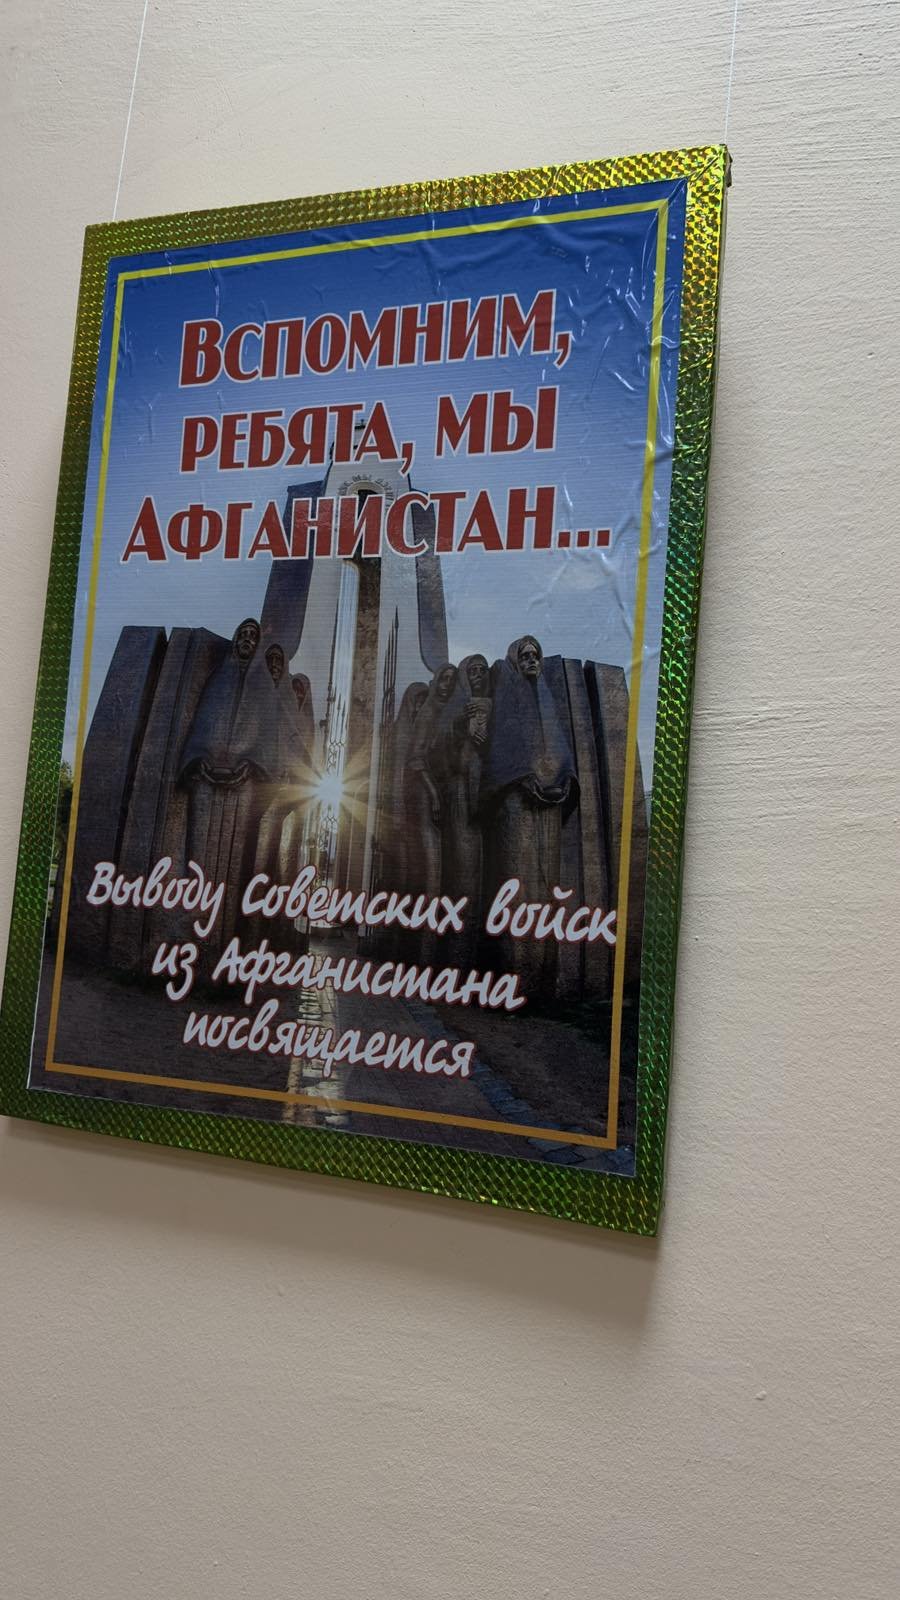 Вспомним,
ребята, мы
Афганистан...
Выводу Советских войск
из Афганистана
посвящается